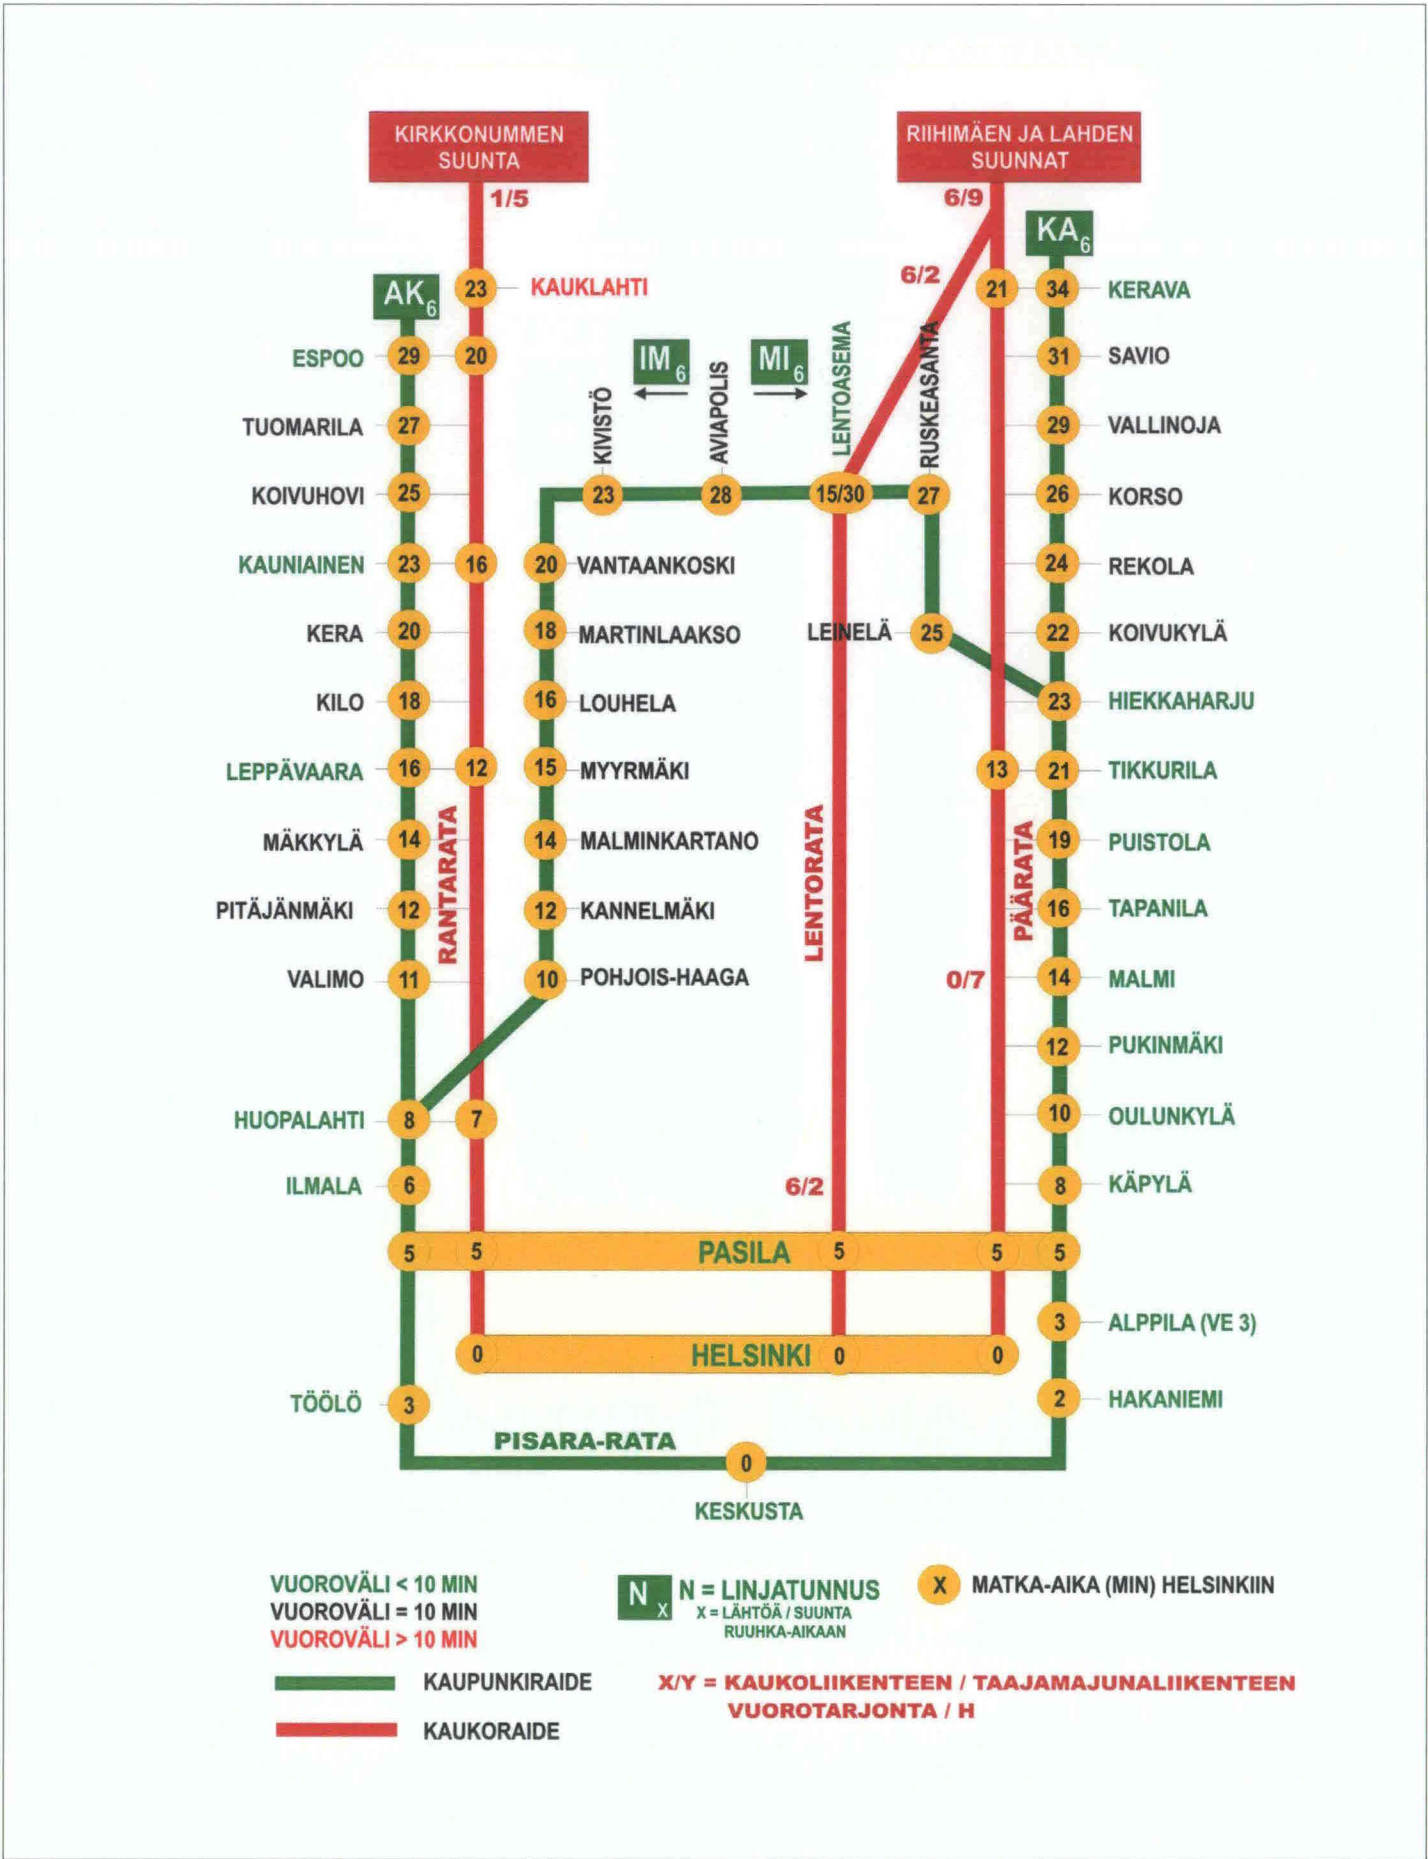 KIRKKONUMMEN
SUUNTA
RIIHIMÄEN JA LAHDEN
SUUNNAT
1/5
6/9
KA6
AK6
23
KAUKLAHTI
6/2
21
34
KERAVA
ESPOO
29
20
IM6
MI6
31
SAVIO
KIVISTÖ
AVIAPOLIS
LENTOASEMA
RUSKEASANTA
TUOMARILA
27
29
VALLINOJA
KOIVUHOVI
25
23
28
15/30
27
26
KORSO
KAUNIAINEN
23
16
20
VANTAANKOSKI
24
REKOLA
KERA
20
18
MARTINLAAKSO
LEINELÄ
25
22
KOIVUKYLÄ
KILO
18
16
LOUHELA
23
HIEKKAHARJU
LEPPÄVAARA
16
12
15
MYYRMÄKI
13
21
TIKKURILA
MÄKKYLÄ
14
RANTARATA
14
MALMINKARTANO
LENTORATA
PÄÄRATA
19
PUISTOLA
PITÄJÄNMÄKI
12
12
KANNELMÄKI
16
TAPANILA
VALIMO
11
10
POHJOIS-HAAGA
0/7
14
MALMI
12
PUKINMÄKI
HUOPALAHTI
8
7
10
OULUNKYLÄ
ILMALA
6
6/2
8
KÄPYLÄ
5
5
PASILA
5
5
5
3
ALPPILA (VE 3)
0
HELSINKI
0
0
TÖÖLÖ
3
2
HAKANIEMI
PISARA-RATA
0
KESKUSTA
VUOROVÄLI < 10 MIN
VUOROVÄLI = 10 MIN
VUOROVÄLI > 10 MIN
KAUPUNKIRAIDE
KAUKORAIDE
Nx
N = LINJATUNNUS
X = LÄHTÖÄ / SUUNTA
RUUHKA-AIKAAN
X
MATKA-AIKA (MIN) HELSINKIIN
X/Y = KAUKOLIIKENTEEN / TAAJAMAJUNALIIKENTEEN
VUOROTARJONTA / H